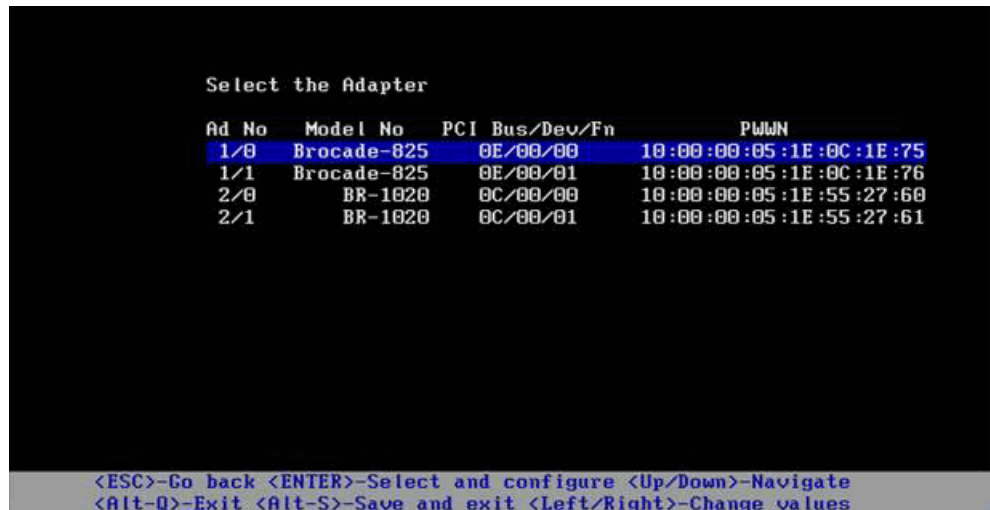 Select the Adapter
Ad No Model No PCI Bus/Dev/Fn PWWN
1/0 Brocade-825 0E/00/00 10:00:00:05:1E:0C:1E:75
1/1 Brocade-825 0E/00/01 10:00:00:05:1E:0C:1E:76
2/0 BR-1020 0C/00/00 10:00:00:05:1E:55:27:60
2/1 BR-1020 0C/00/01 10:00:00:05:1E:55:27:61
<ESC>-Go back <ENTER>-Select and configure <Up/Down>-Navigate
<Alt-Q>-Exit <Alt-S>-Save and exit <Left/Right>-Change values